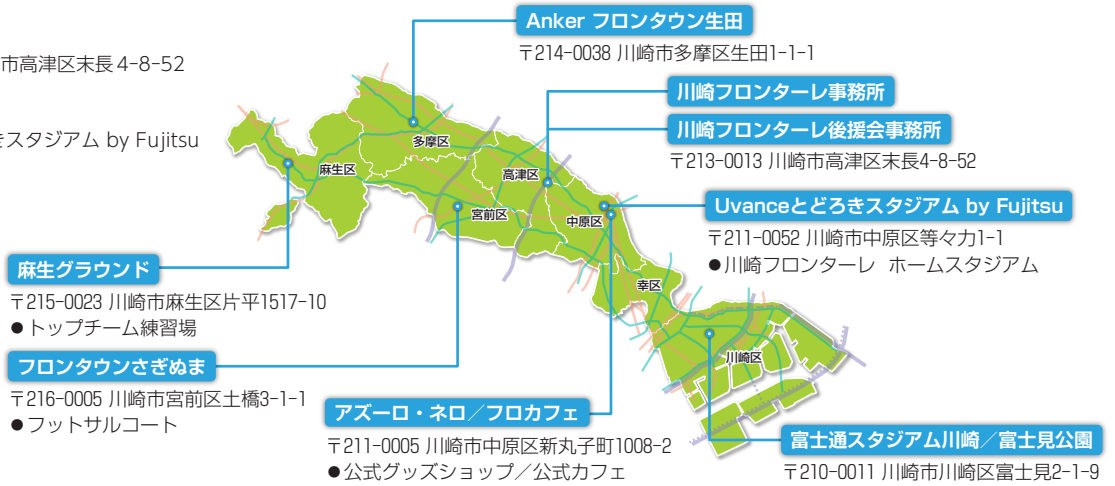 Anker フロンタウン生田
〒214-0038 川崎市多摩区生田1-1-1
市高津区末長4-8-52
川崎フロンターレ事務所
川崎フロンターレ後援会事務所
〒213-0013 川崎市高津区末長4-8-52
きスタジアム by Fujitsu
多摩区
麻生区
高津区
宮前区
中原区
幸区
川崎区
Uvanceとどろきスタジアム by Fujitsu
〒211-0052 川崎市中原区等々力1-1
●川崎フロンターレ ホームスタジアム
麻生グラウンド
〒215-0023 川崎市麻生区片平1517-10
●トップチーム練習場
フロンタウンさぎぬま
〒216-0005 川崎市宮前区土橋3-1-1
●フットサルコート
アズーロ・ネロ／フロカフェ
〒211-0005 川崎市中原区新丸子町1008-2
●公式グッズショップ／公式カフェ
富士通スタジアム川崎／富士見公園
〒210-0011 川崎市川崎区富士見2-1-9